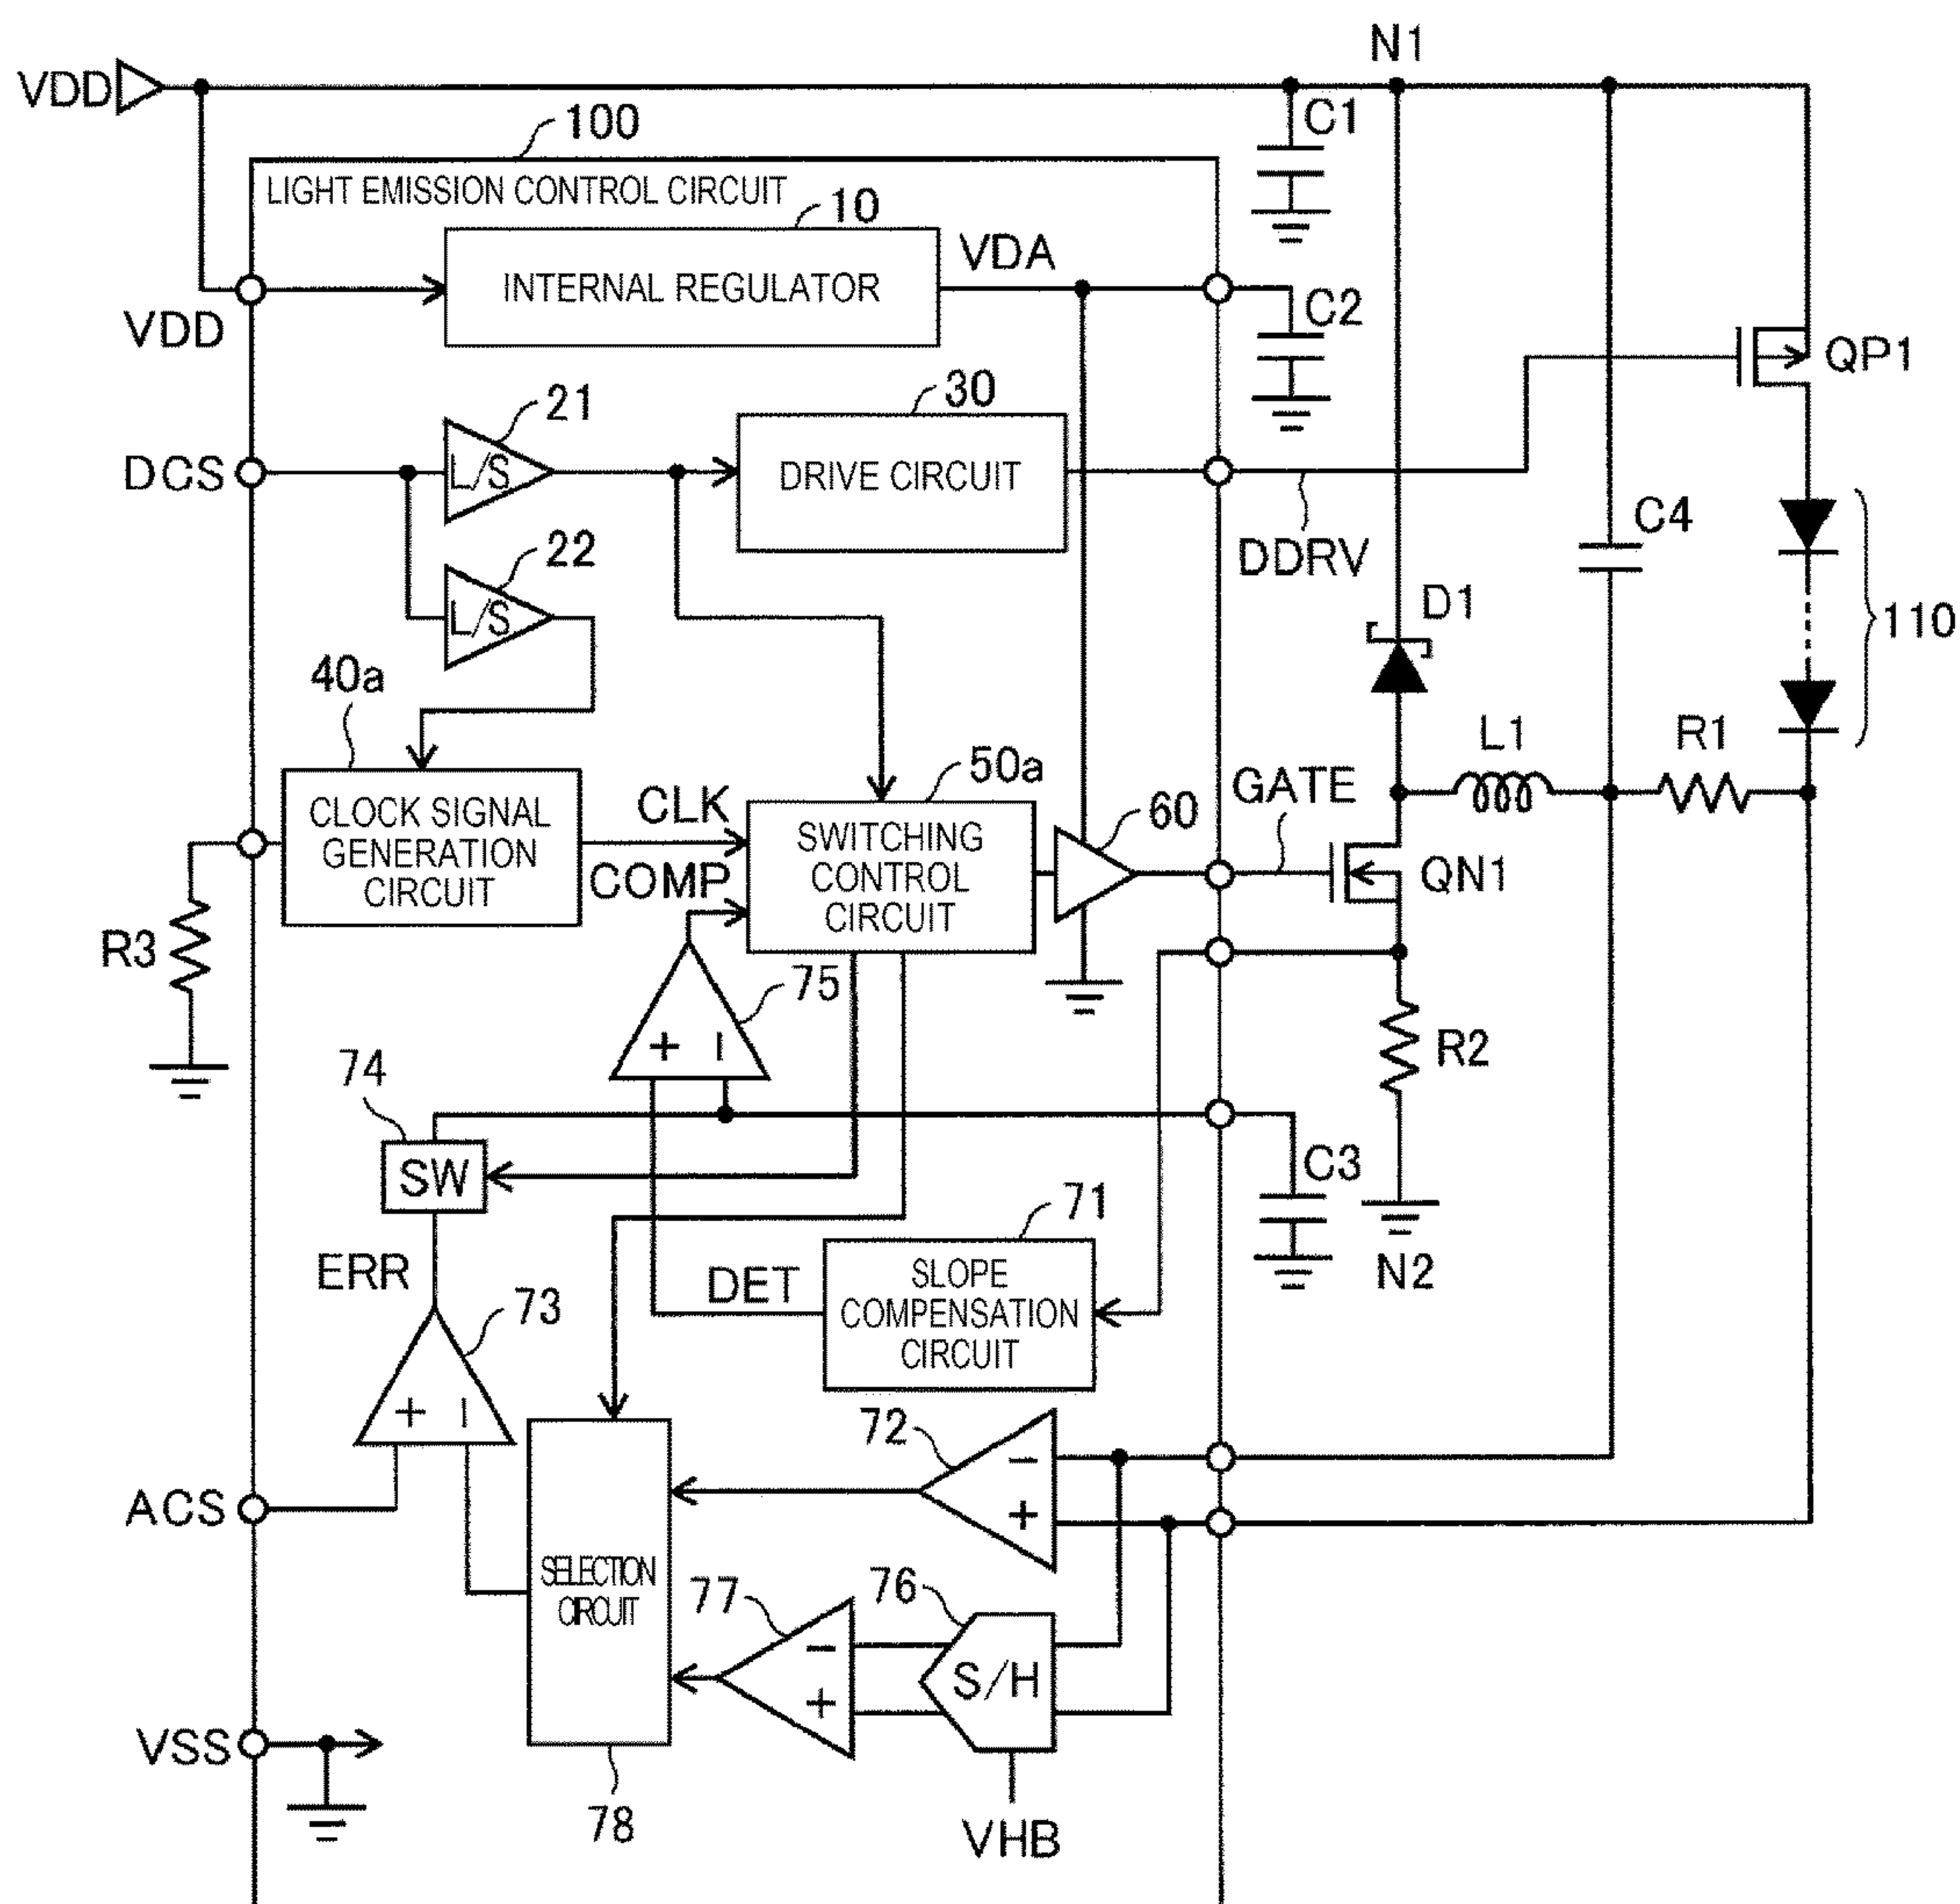 N1
VDD
C1
100
LIGHT EMISSION CONTROL CIRCUIT
10
VDA
INTERNAL REGULATOR
C2
VDD
QP1
21
30
DCS
L/S
DRIVE CIRCUIT
C4
22
DDRV
L/S
D1
110
40a
L1
R1
50a
GATE
CLOCK SIGNAL
GENERATION
CIRCUIT
CLK
COMP
SWITCHING
CONTROL
CIRCUIT
60
QN1
R3
75
+ −
R2
74
SW
C3
71
ERR
DET
SLOPE
COMPENSATION
CIRCUIT
N2
73
+ −
72
−
+
ACS
SELECTION
CIRCUIT
77
76
−
+
S/H
VSS
78
VHB